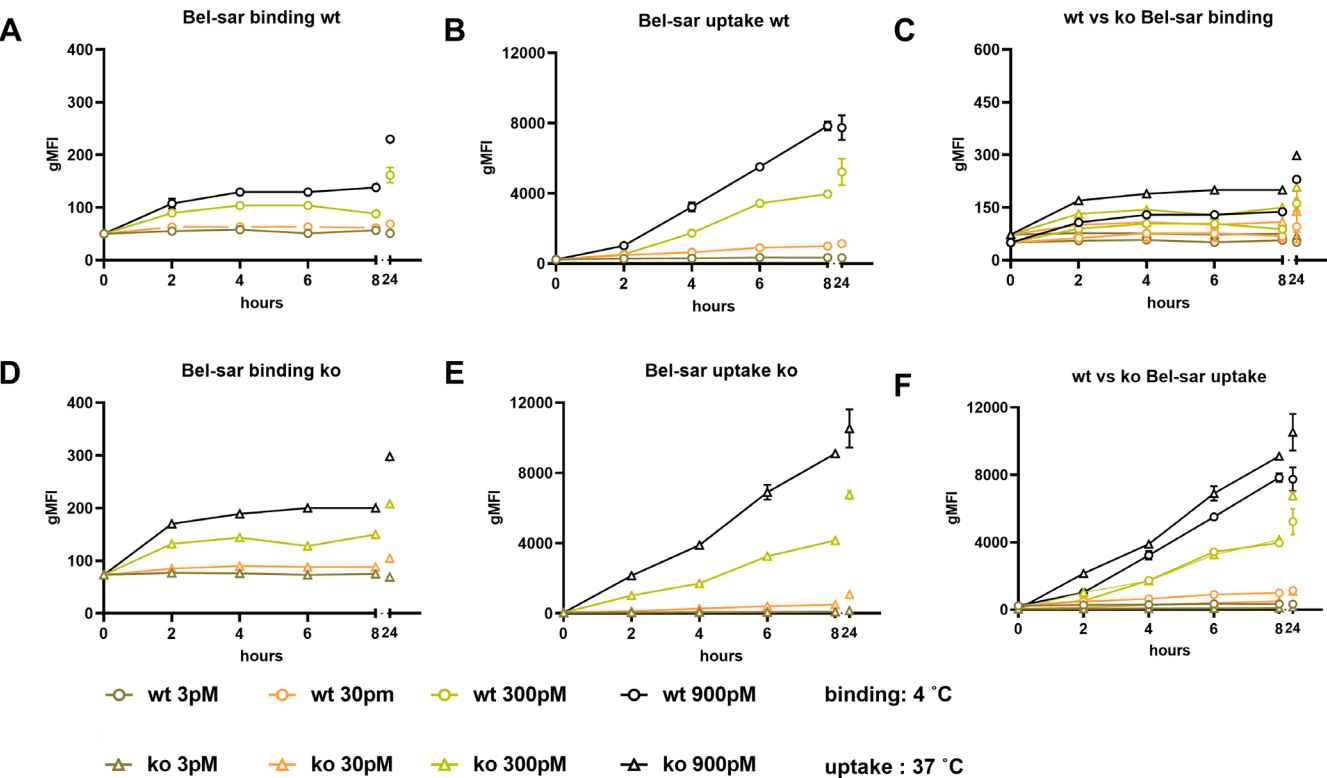 A
Bel-sar binding wt
400
300
200
100
0
gMFI
0 2 4 6 8 24
hours
B
Bel-sar uptake wt
12000
8000
4000
0
gMFI
0 2 4 6 8 24
hours
C
wt vs ko Bel-sar binding
600
450
300
150
0
gMFI
0 2 4 6 8 24
hours
D
Bel-sar binding ko
400
300
200
100
0
gMFI
0 2 4 6 8 24
hours
E
Bel-sar uptake ko
12000
8000
4000
0
gMFI
0 2 4 6 8 24
hours
F
wt vs ko Bel-sar uptake
12000
8000
4000
0
gMFI
0 2 4 6 8 24
hours
wt 3pM wt 30pm wt 300pM wt 900pM binding: 4 ˚C
ko 3pM ko 30pM ko 300pM ko 900pM uptake : 37 ˚C